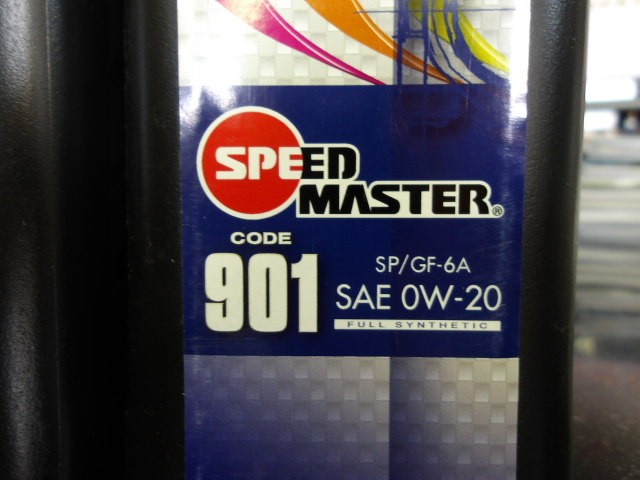 SPEED
MASTER®
CODE
901
SP/GF-6A
SAE 0W-20
FULL SYNTHETIC